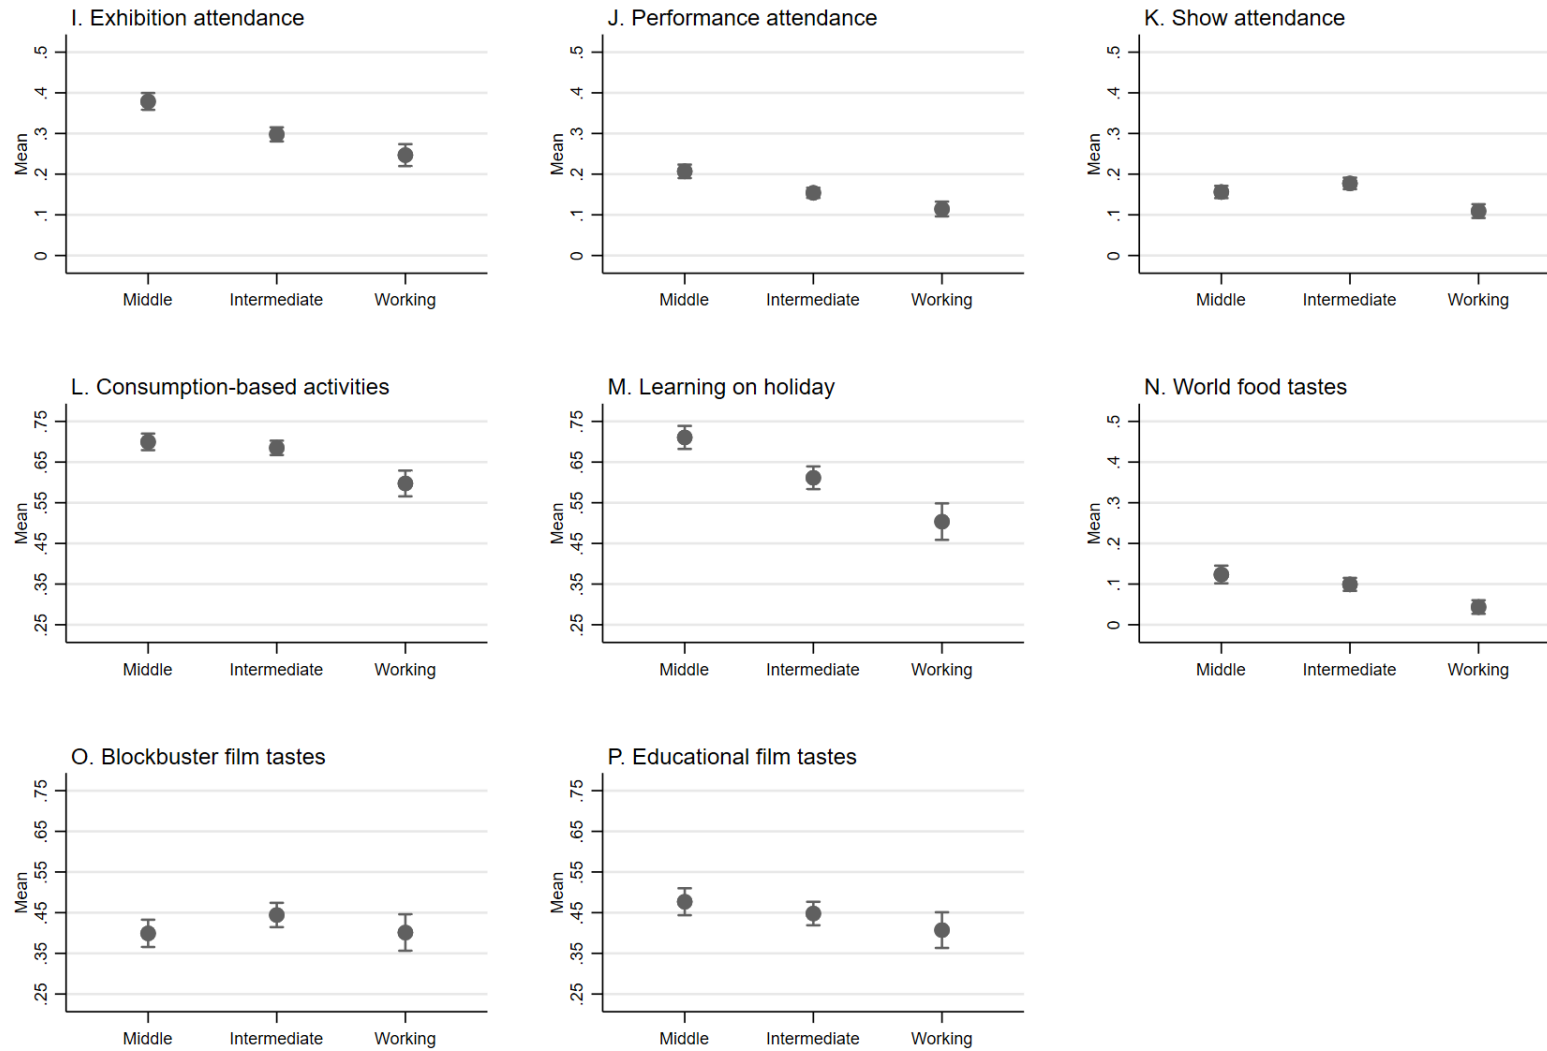 I. Exhibition attendance
Mean
.5
.4
.3
.2
.1
0
Middle Intermediate Working
J. Performance attendance
Mean
.5
.4
.3
.2
.1
0
Middle Intermediate Working
K. Show attendance
Mean
.5
.4
.3
.2
.1
0
Middle Intermediate Working
L. Consumption-based activities
Mean
.75
.65
.55
.45
.35
.25
Middle Intermediate Working
M. Learning on holiday
Mean
.75
.65
.55
.45
.35
.25
Middle Intermediate Working
N. World food tastes
Mean
.5
.4
.3
.2
.1
0
Middle Intermediate Working
O. Blockbuster film tastes
Mean
.75
.65
.55
.45
.35
.25
Middle Intermediate Working
P. Educational film tastes
Mean
.75
.65
.55
.45
.35
.25
Middle Intermediate Working